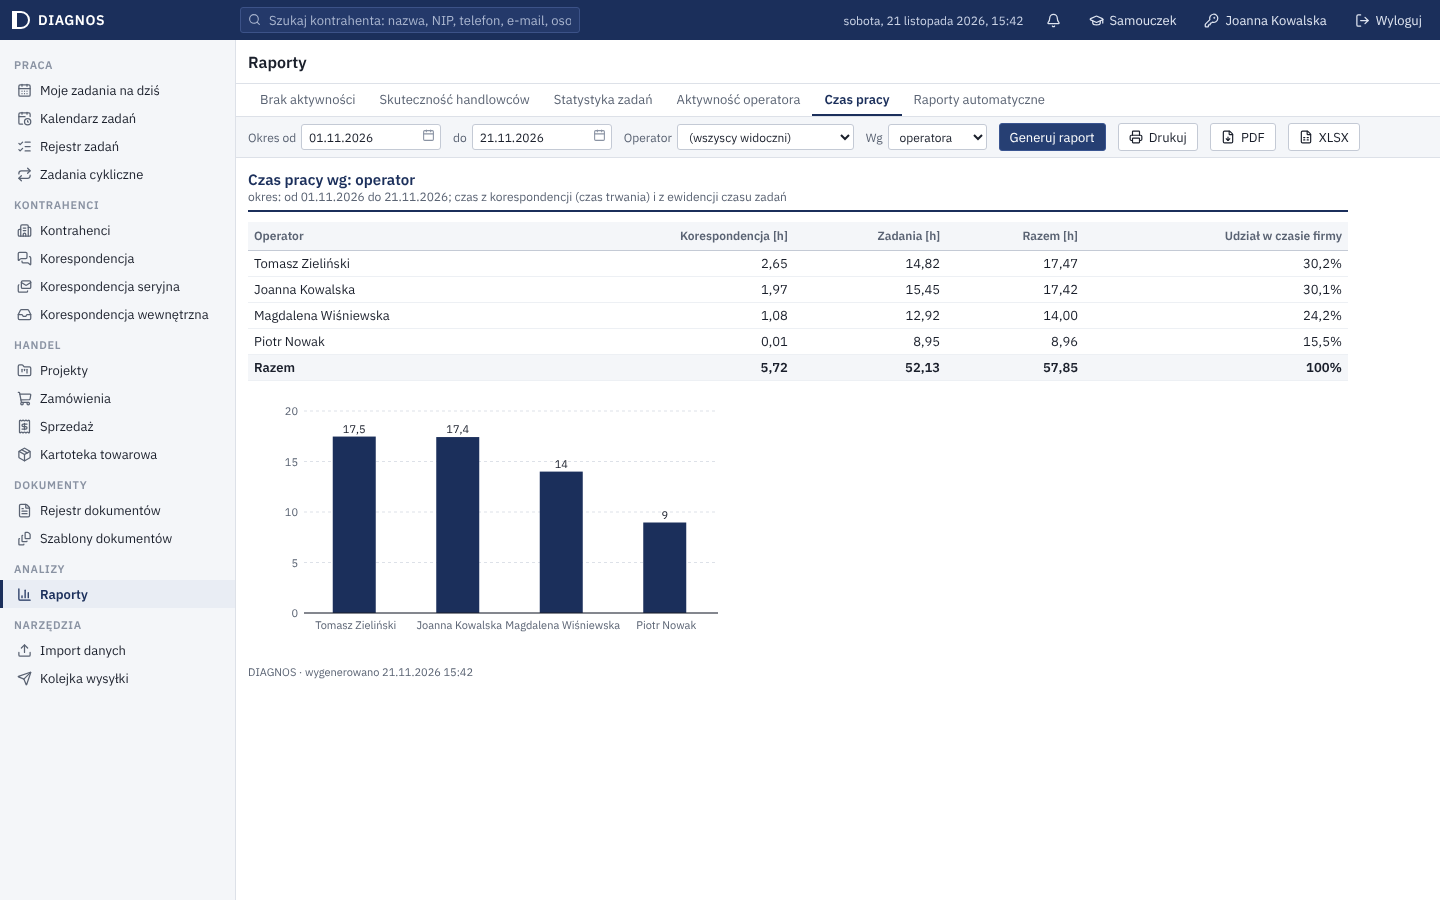 DIAGNOS
Szukaj kontrahenta: nazwa, NIP, telefon, e-mail, oso
sobota, 21 listopada 2026, 15:42
Samouczek
Joanna Kowalska
Wyloguj
PRACA
Moje zadania na dziś
Kalendarz zadań
Rejestr zadań
Zadania cykliczne
KONTRAHENCI
Kontrahenci
Korespondencja
Korespondencja seryjna
Korespondencja wewnętrzna
HANDEL
Projekty
Zamówienia
Sprzedaż
Kartoteka towarowa
DOKUMENTY
Rejestr dokumentów
Szablony dokumentów
ANALIZY
Raporty
NARZĘDZIA
Import danych
Kolejka wysyłki
Raporty
Brak aktywności Skuteczność handlowców Statystyka zadań Aktywność operatora Czas pracy Raporty automatyczne
Okres od 01.11.2026 do 21.11.2026 Operator (wszyscy widoczni) Wg operatora Generuj raport Drukuj PDF XLSX
Czas pracy wg: operator
okres: od 01.11.2026 do 21.11.2026; czas z korespondencji (czas trwania) i z ewidencji czasu zadań
Operator Korespondencja [h] Zadania [h] Razem [h] Udział w czasie firmy
Tomasz Zieliński 2,65 14,82 17,47 30,2%
Joanna Kowalska 1,97 15,45 17,42 30,1%
Magdalena Wiśniewska 1,08 12,92 14,00 24,2%
Piotr Nowak 0,01 8,95 8,96 15,5%
Razem 5,72 52,13 57,85 100%
20
17,5 17,4
15
14
10
9
5
0
Tomasz Zieliński Joanna Kowalska Magdalena Wiśniewska Piotr Nowak
DIAGNOS · wygenerowano 21.11.2026 15:42